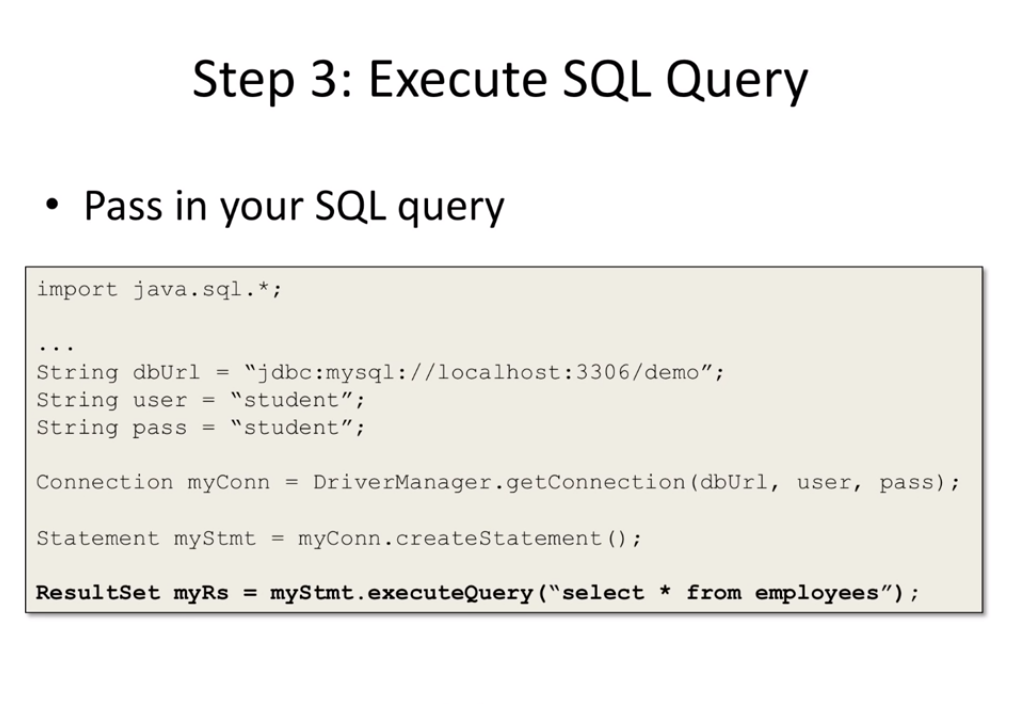 Step 3: Execute SQL Query
• Pass in your SQL query
import java.sql.*;
...
String dbUrl = “jdbc:mysql://localhost:3306/demo”;
String user = “student”;
String pass = “student”;
Connection myConn = DriverManager.getConnection(dbUrl, user, pass);
Statement myStmt = myConn.createStatement();
ResultSet myRs = myStmt.executeQuery(“select * from employees”);